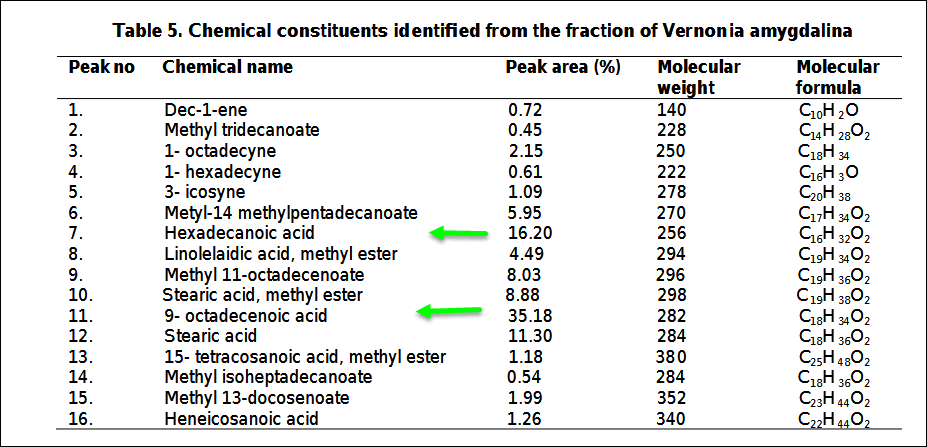 Table 5. Chemical constituents identified from the fraction of Vernonia amygdalina
Peak no Chemical name Peak area (%) Molecular weight Molecular formula
1. Dec-1-ene 0.72 140 C₁₀H₂O
2. Methyl tridecanoate 0.45 228 C₁₄H₂₈O₂
3. 1- octadecyne 2.15 250 C₁₈H₃₄
4. 1- hexadecyne 0.61 222 C₁₆H₃O
5. 3- icosyne 1.09 278 C₂₀H₃₈
6. Metyl-14 methylpentadecanoate 5.95 270 C₁₇H₃₄O₂
7. Hexadecanoic acid 16.20 256 C₁₆H₃₂O₂
8. Linolelaidic acid, methyl ester 4.49 294 C₁₉H₃₄O₂
9. Methyl 11-octadecenoate 8.03 296 C₁₉H₃₆O₂
10. Stearic acid, methyl ester 8.88 298 C₁₉H₃₈O₂
11. 9- octadecenoic acid 35.18 282 C₁₈H₃₄O₂
12. Stearic acid 11.30 284 C₁₈H₃₆O₂
13. 15- tetracosanoic acid, methyl ester 1.18 380 C₂₅H₄₈O₂
14. Methyl isoheptadecanoate 0.54 284 C₁₈H₃₆O₂
15. Methyl 13-docosenoate 1.99 352 C₂₃H₄₄O₂
16. Heneicosanoic acid 1.26 340 C₂₂H₄₄O₂